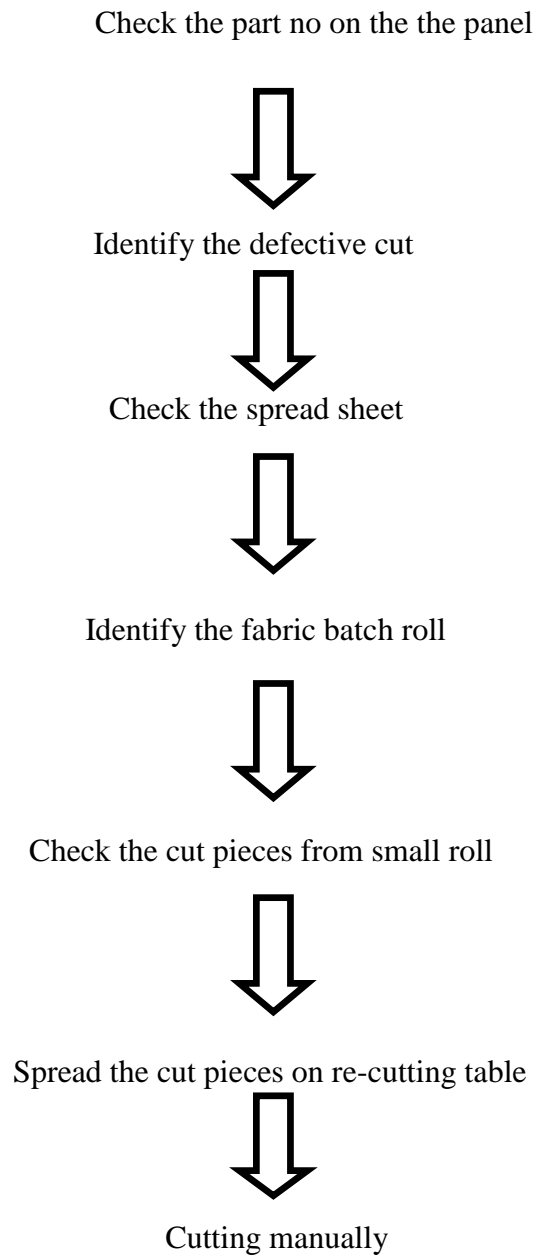 Check the part no on the the panel
Identify the defective cut
Check the spread sheet
Identify the fabric batch roll
Check the cut pieces from small roll
Spread the cut pieces on re-cutting table
Cutting manually